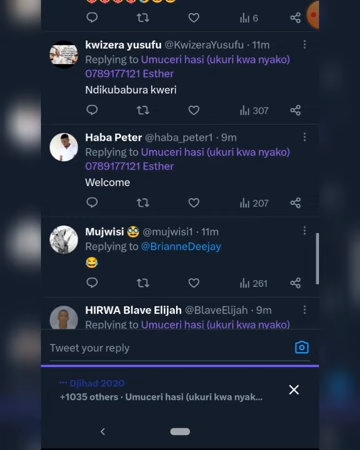 6
kwizera yusufu @KwizeraYusufu · 11m
Replying to Umuceri hasi (ukuri kwa nyako)
0789177121 Esther
Ndikubabura kweri
307
Haba Peter @haba_peter1 · 9m
Replying to Umuceri hasi (ukuri kwa nyako)
0789177121 Esther
Welcome
207
Mujwisi @mujwisi1 · 11m
Replying to @BrianneDeejay
😂
261
HIRWA Blave Elijah @BlaveElijah · 9m
Replying to Umuceri hasi (ukuri kwa nyako)
Tweet your reply
Djihad 2020
+1035 others · Umuceri hasi (ukuri kwa nyak...